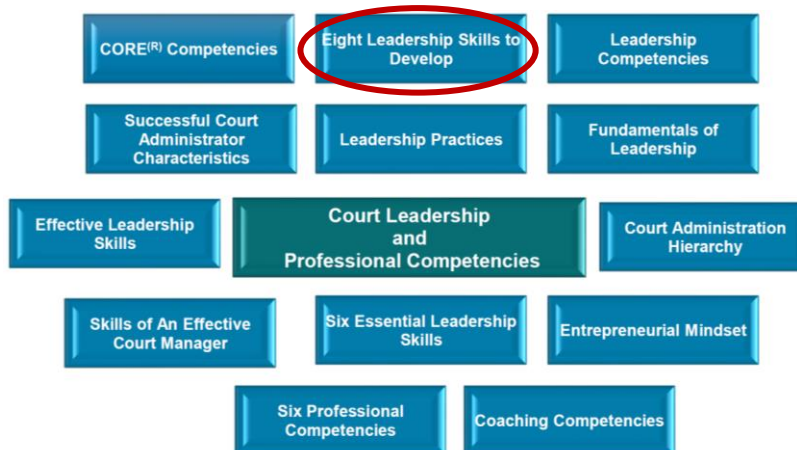 CORE(R) Competencies
Eight Leadership Skills to
Develop
Leadership
Competencies
Successful Court
Administrator
Characteristics
Leadership Practices
Fundamentals of
Leadership
Effective Leadership
Skills
Court Leadership
and
Professional Competencies
Court Administration
Hierarchy
Skills of An Effective
Court Manager
Six Essential Leadership
Skills
Entrepreneurial Mindset
Six Professional
Competencies
Coaching Competencies